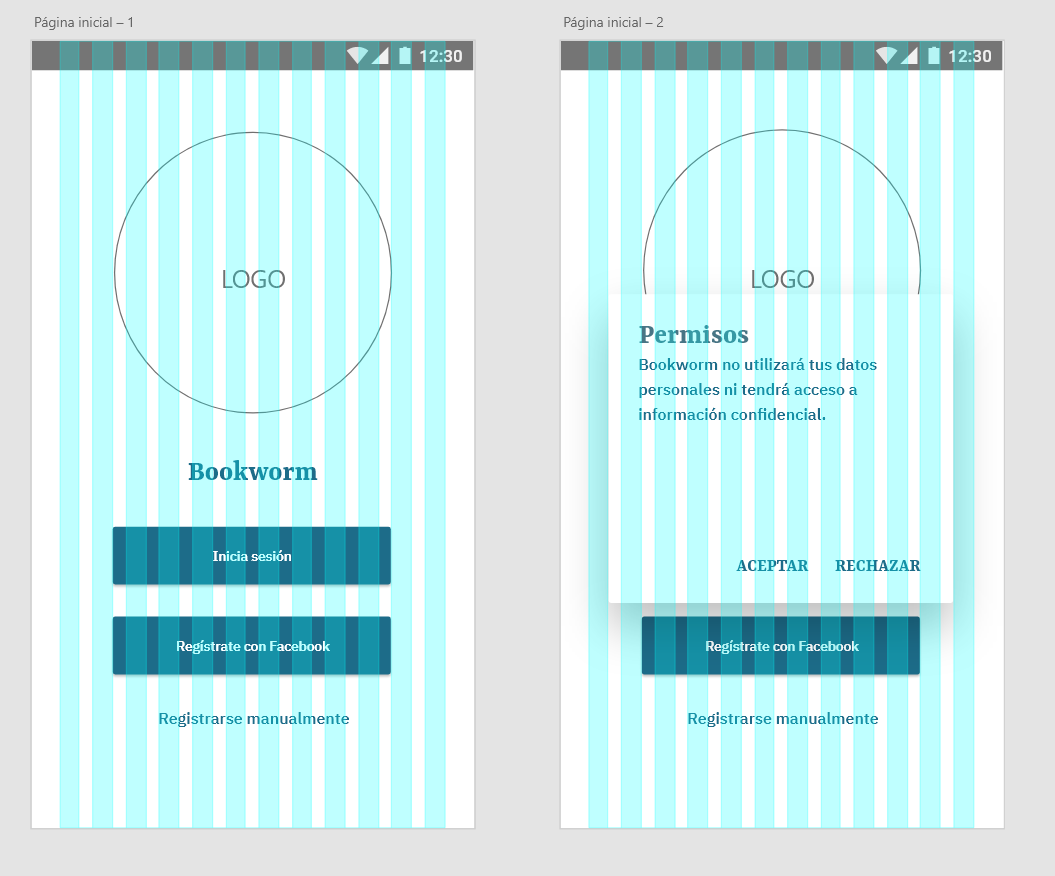 Página inicial – 1
12:30
LOGO
Bookworm
Inicia sesión
Regístrate con Facebook
Registrarse manualmente
Página inicial – 2
12:30
LOGO
Permisos
Bookworm no utilizará tus datos
personales ni tendrá acceso a
información confidencial.
ACEPTAR RECHAZAR
Regístrate con Facebook
Registrarse manualmente